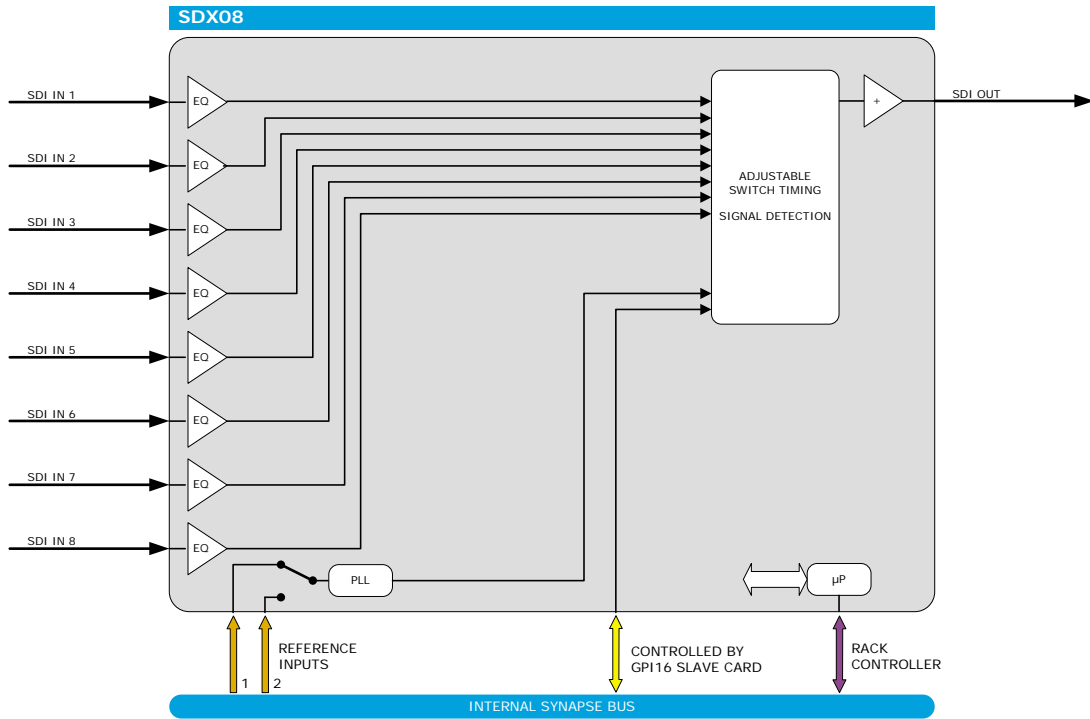 SDX08
SDI IN 1
EQ
SDI OUT
+
SDI IN 2
EQ
ADJUSTABLE
SWITCH TIMING
SIGNAL DETECTION
SDI IN 3
EQ
SDI IN 4
EQ
SDI IN 5
EQ
SDI IN 6
EQ
SDI IN 7
EQ
SDI IN 8
EQ
PLL
µP
REFERENCE
INPUTS
1
2
CONTROLLED BY
GPI16 SLAVE CARD
RACK
CONTROLLER
INTERNAL SYNAPSE BUS